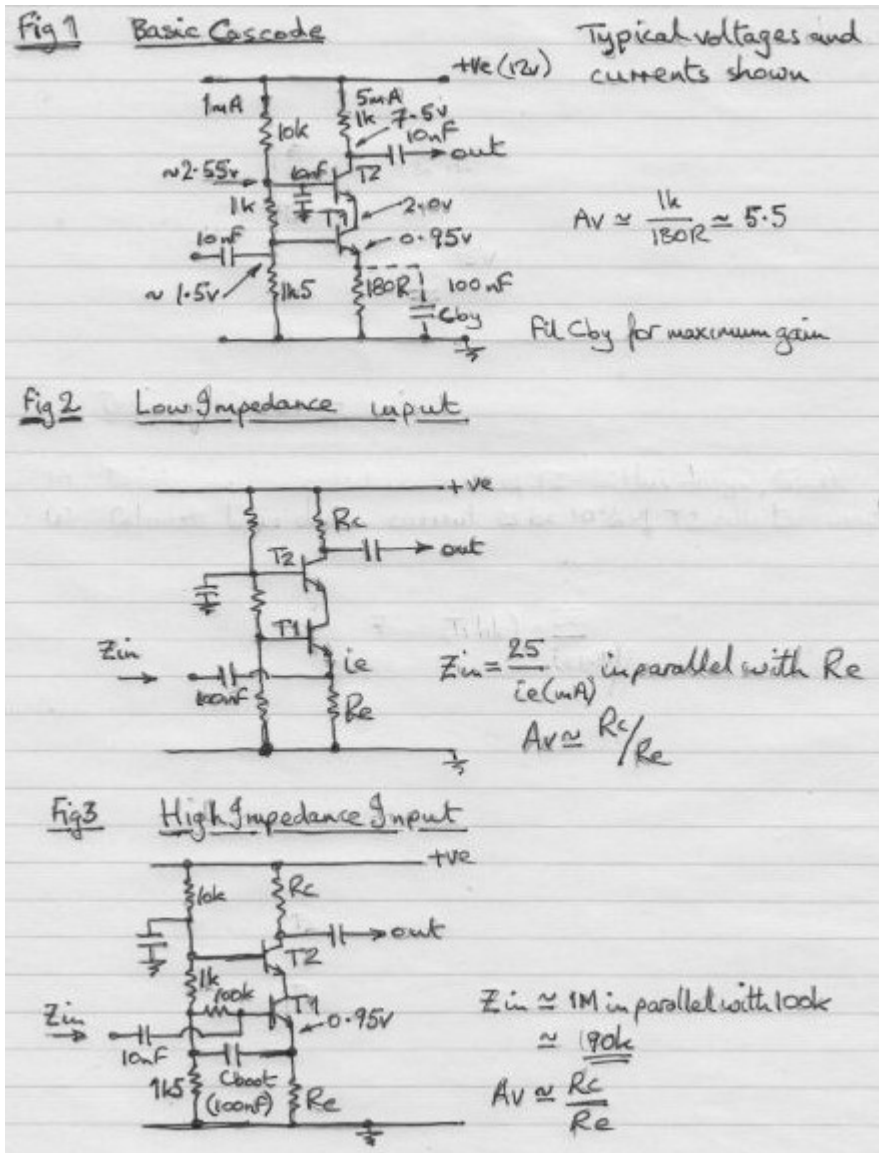 Fig 1 Basic Cascode
Typical voltages and
currents shown
+ve (12v)
1mA
5mA
1k
7.5v
10k
10nF
out
~2.55v
10nF
T2
1k
T1
2.0v
10nF
0.95v
~ 1.5v
1k5
180R
100nF
Cby
Av ≃ 1k/180R ≃ 5.5
Fit Cby for maximum gain
Fig 2 Low Impedance input
+ve
Rc
out
T2
T1
Zin
ie
100nF
Re
Zin = 25/ie(mA) in parallel with Re
Av ≃ Rc/Re
Fig 3 High Impedance Input
+ve
10k
Rc
out
T2
1k
100k
T1
Zin
0.95v
10nF
1k5
Cboot
(100nF)
Re
Zin ≃ 1M in parallel with 100k
≃ 90k
Av ≃ Rc/Re